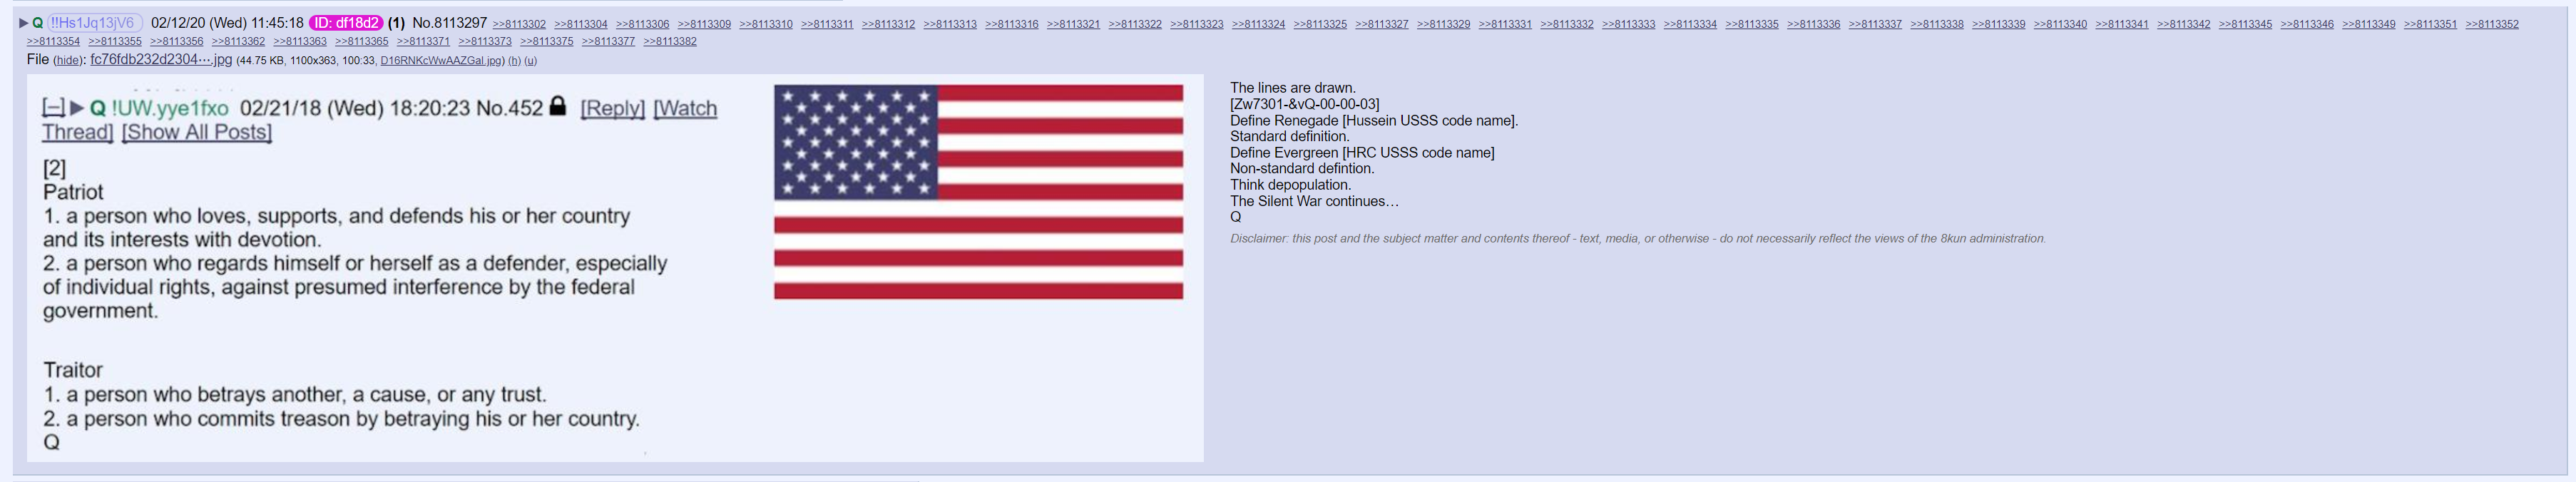 ▶ Q !!Hs1Jq13jV6 02/12/20 (Wed) 11:45:18 ID: df18d2 (1) No.8113297 >>8113302 >>8113304 >>8113306 >>8113309 >>8113310 >>8113311 >>8113312 >>8113313 >>8113316 >>8113321 >>8113322 >>8113323 >>8113324 >>8113325 >>8113327 >>8113329 >>8113331 >>8113332 >>8113333 >>8113334 >>8113335 >>8113336 >>8113337 >>8113338 >>8113339 >>8113340 >>8113341 >>8113342 >>8113345 >>8113346 >>8113349 >>8113351 >>8113352
>>8113354 >>8113355 >>8113356 >>8113362 >>8113363 >>8113365 >>8113371 >>8113373 >>8113375 >>8113377 >>8113382
File (hide): fc76fdb232d2304⋯.jpg (44.75 KB, 1100x363, 100:33, D16RNKcWwAAZGal.jpg) (h) (u)
[–] ▶ Q !UW.yye1fxo 02/21/18 (Wed) 18:20:23 No.452 [Reply] [Watch
Thread] [Show All Posts]
[2]
Patriot
1. a person who loves, supports, and defends his or her country
and its interests with devotion.
2. a person who regards himself or herself as a defender, especially
of individual rights, against presumed interference by the federal
government.
Traitor
1. a person who betrays another, a cause, or any trust.
2. a person who commits treason by betraying his or her country.
Q
The lines are drawn.
[Zw7301-&vQ-00-00-03]
Define Renegade [Hussein USSS code name].
Standard definition.
Define Evergreen [HRC USSS code name]
Non-standard defintion.
Think depopulation.
The Silent War continues…
Q
Disclaimer: this post and the subject matter and contents thereof - text, media, or otherwise - do not necessarily reflect the views of the 8kun administration.